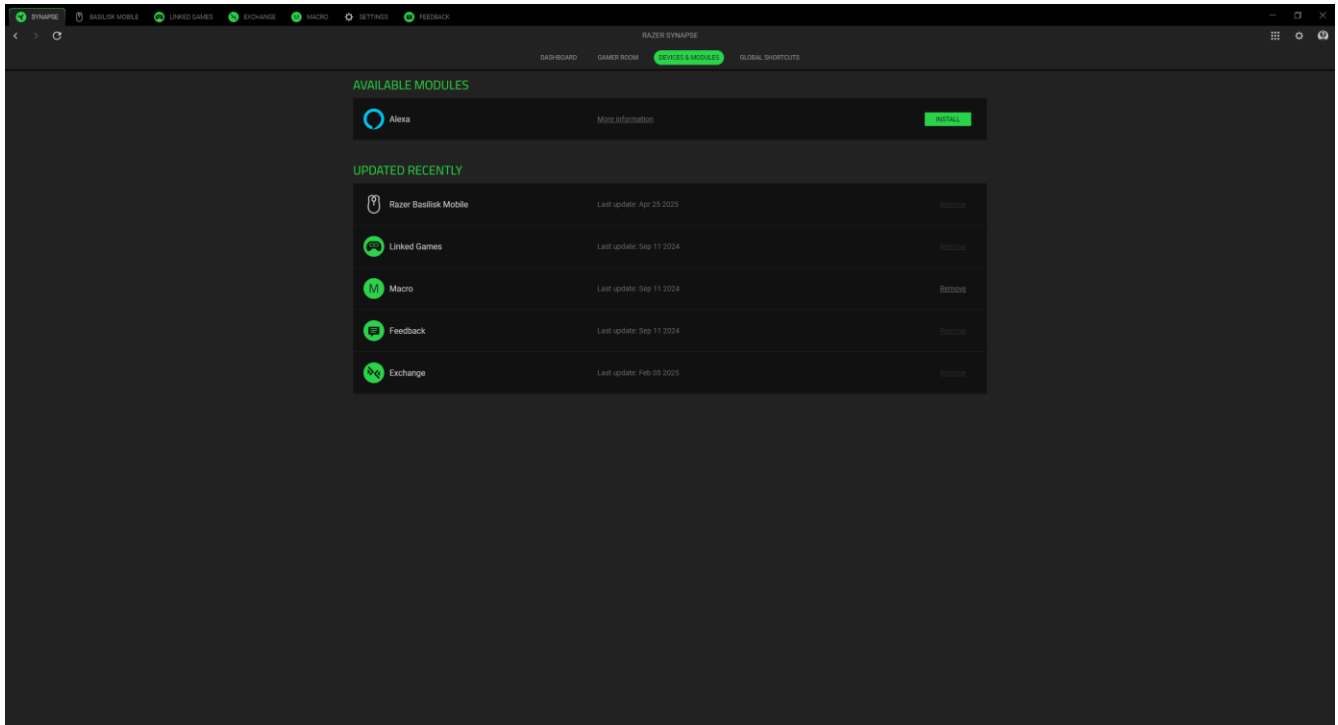 SYNAPSE BASILISK MOBILE LINKED GAMES EXCHANGE M MACRO SETTINGS FEEDBACK
RAZER SYNAPSE
DASHBOARD GAMER ROOM DEVICES & MODULES GLOBAL SHORTCUTS
AVAILABLE MODULES
Alexa More information INSTALL
UPDATED RECENTLY
Razer Basilisk Mobile Last update: Apr 25 2025 Remove
Linked Games Last update: Sep 11 2024 Remove
M Macro Last update: Sep 11 2024 Remove
Feedback Last update: Sep 11 2024 Remove
Exchange Last update: Feb 05 2025 Remove